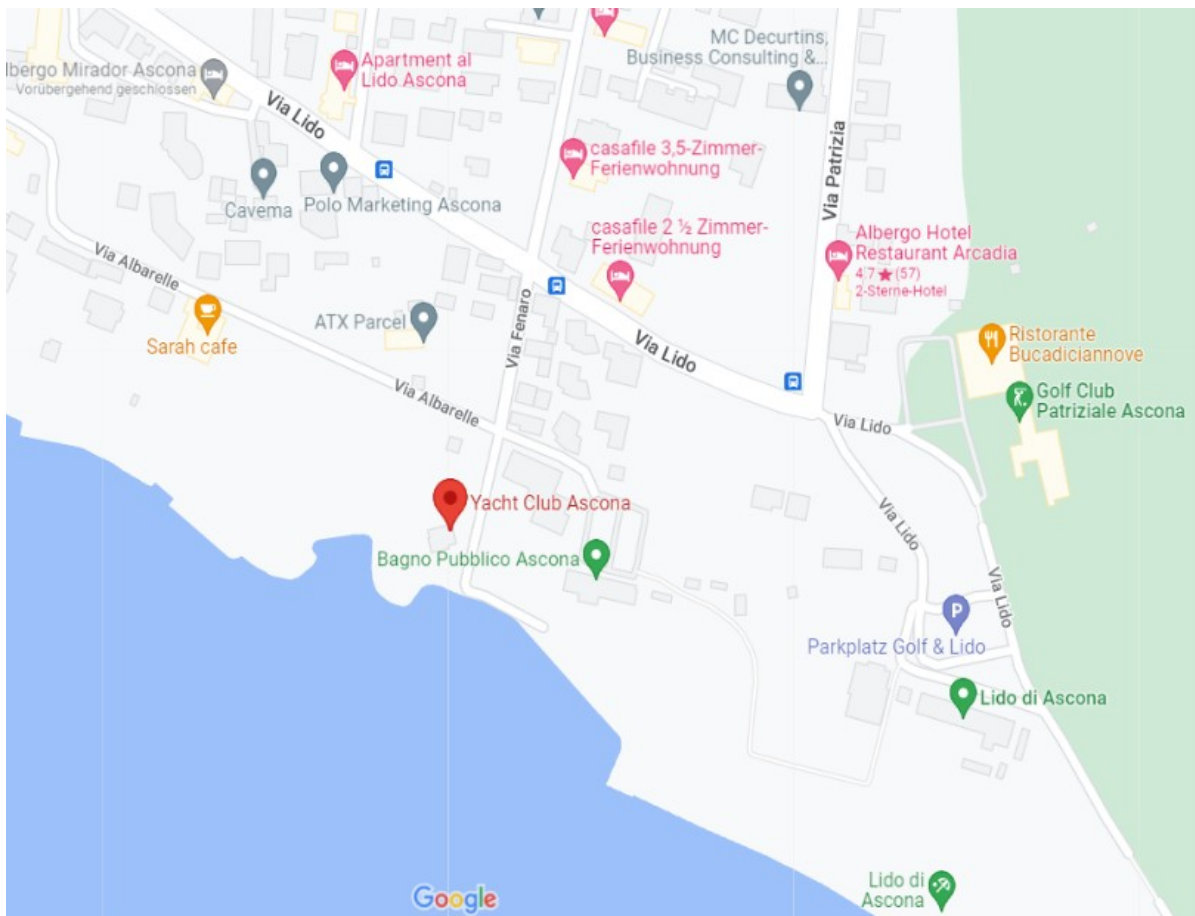 MC Decurtins,
Business Consulting &...
lbergo Mirador Ascona
Vorübergehend geschlossen
Apartment al
Lido Ascona
Via Lido
casafile 3,5-Zimmer-
Ferienwohnung
Via Patrizia
Cavema
Polo Marketing Ascona
casafile 2 ½ Zimmer-
Ferienwohnung
Albergo Hotel
Restaurant Arcadia
4,7 ★ (57)
2-Sterne-Hotel
Via Albarelle
ATX Parcel
Via Fenaro
Sarah cafe
Via Lido
Ristorante
Bucadiciannove
Via Albarelle
Golf Club
Patriziale Ascona
Via Lido
Yacht Club Ascona
Via Lido
Bagno Pubblico Ascona
Via Lido
P
Parkplatz Golf & Lido
Lido di Ascona
Lido di
Ascona
Google